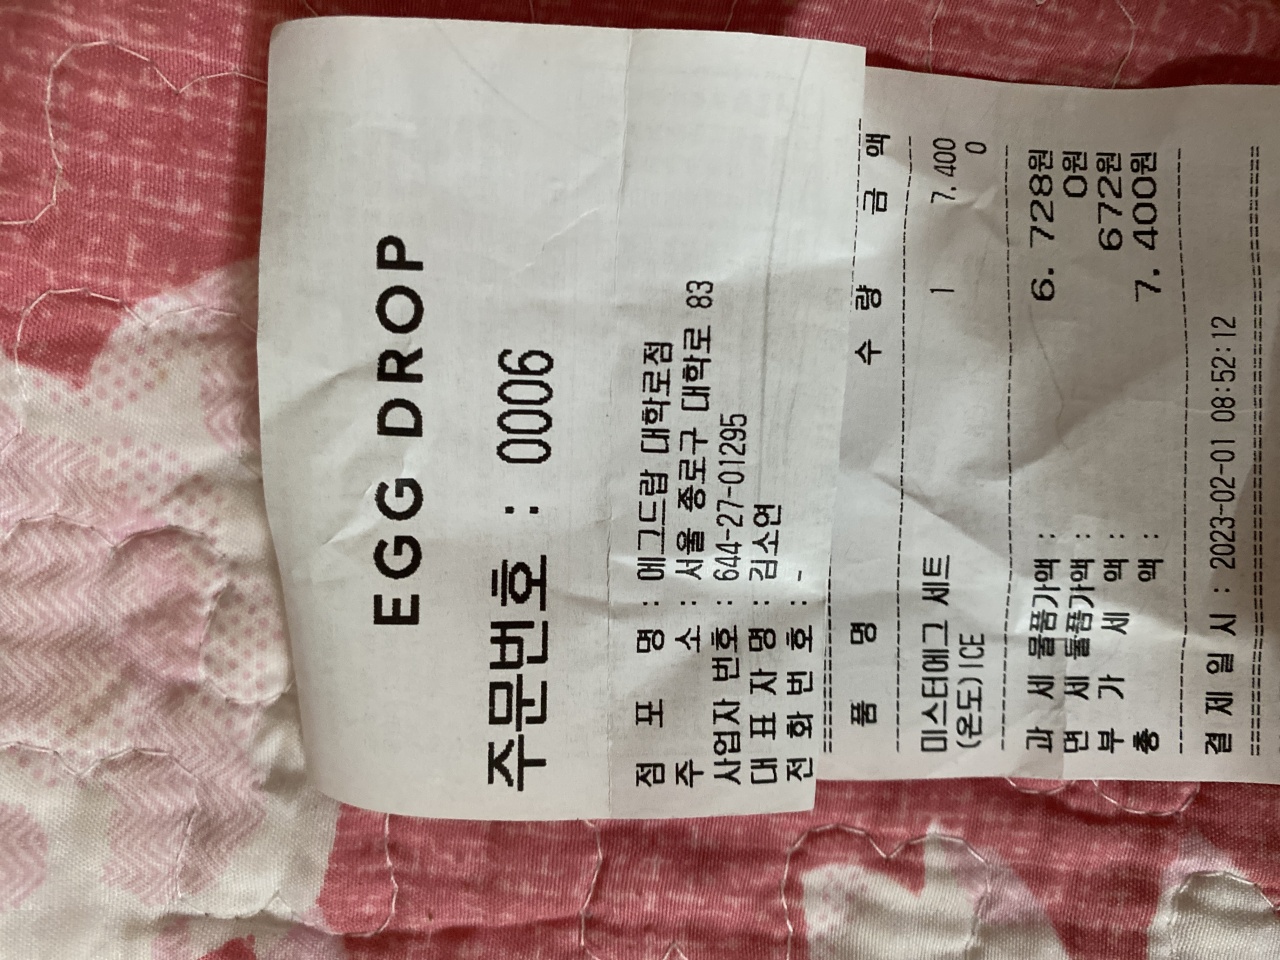 EGG DROP
주문번호 : 0006
점 포 명 : 에그드랍 대학로점
주 소 : 서울 종로구 대학로 83
사업자 번호 : 644-27-01295
대 표 자 명 : 김소연
전 화 번 호 : -
품 명 수 량 금 액
미스터에그 세트 1 7,400
(온도)ICE 0
과 세 물품가액 : 6,728원
면 세 물품가액 : 0원
부 가 세 액 : 672원
총 액 : 7,400원
결 제 일 시 : 2023-02-01 08:52:12